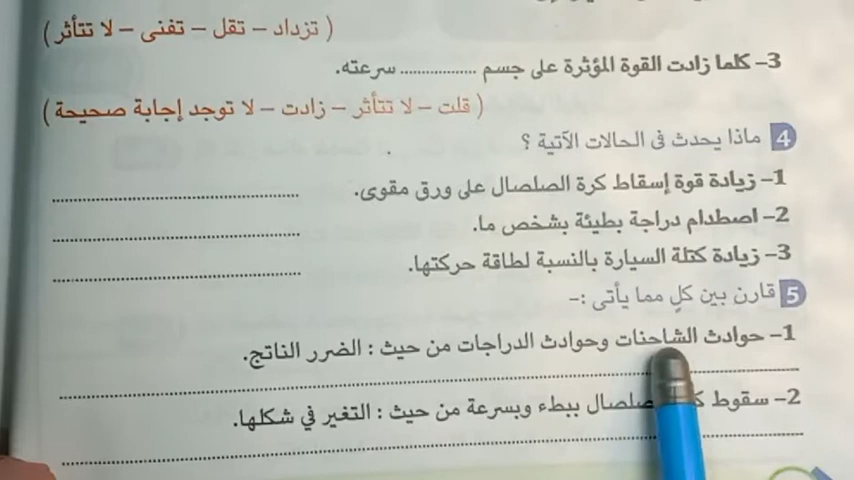 ( تزداد – تقل – تفنى – لا تتأثر )
3- كلما زادت القوة المؤثرة على جسم ................. سرعته.
( قلت – لا تتأثر – زادت – لا توجد إجابة صحيحة )
4 ماذا يحدث فى الحالات الآتية ؟
1- زيادة قوة إسقاط كرة الصلصال على ورق مقوى. ....................................
2- اصطدام دراجة بطيئة بشخص ما. ....................................
3- زيادة كتلة السيارة بالنسبة لطاقة حركتها. ....................................
5 قارن بين كلٍ مما يأتى :-
1- حوادث الشاحنات وحوادث الدراجات من حيث : الضرر الناتج.
2- سقوط صلصال ببطء وبسرعة من حيث : التغير في شكلها.